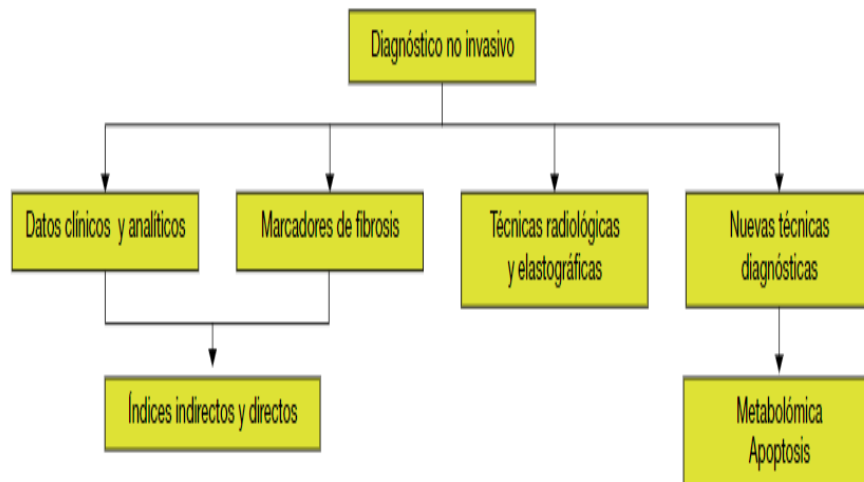 Diagnóstico no invasivo
Datos clínicos y analíticos
Marcadores de fibrosis
Técnicas radiológicas
y elastográficas
Nuevas técnicas
diagnósticas
Índices indirectos y directos
Metabolómica
Apoptosis